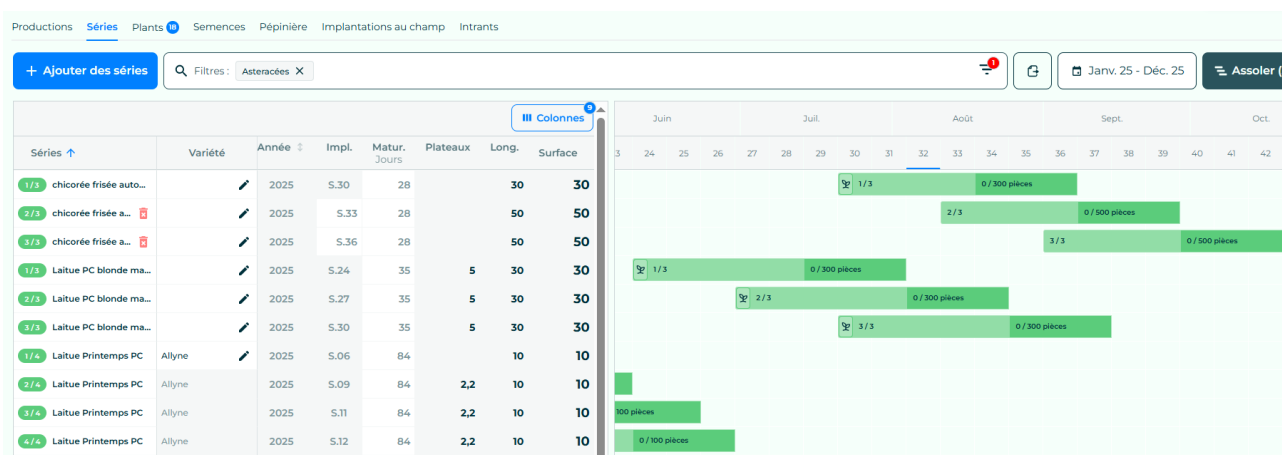 Productions Séries Plants 18 Semences Pépinière Implantations au champ Intrants
+ Ajouter des séries Filtres : Asteracées X 1 Janv. 25 - Déc. 25 Assoler (
Colonnes 9 Juin Juil. Août Sept. Oct.
Séries Variété Année Impl. Matur. Jours Plateaux Long. Surface 3 24 25 26 27 28 29 30 31 32 33 34 35 36 37 38 39 40 41 42
1/3 chicorée frisée auto... 2025 S.30 28 30 30 1/3 0 / 300 pièces
2/3 chicorée frisée a... 2025 S.33 28 50 50 2/3 0 / 500 pièces
3/3 chicorée frisée a... 2025 S.36 28 50 50 3/3 0 / 500 pièces
1/3 Laitue PC blonde ma... 2025 S.24 35 5 30 30 1/3 0 / 300 pièces
2/3 Laitue PC blonde ma... 2025 S.27 35 5 30 30 2/3 0 / 300 pièces
3/3 Laitue PC blonde ma... 2025 S.30 35 5 30 30 3/3 0 / 300 pièces
1/4 Laitue Printemps PC Allyne 2025 S.06 84 10 10
2/4 Laitue Printemps PC Allyne 2025 S.09 84 2,2 10 10
3/4 Laitue Printemps PC Allyne 2025 S.11 84 2,2 10 10 100 pièces
4/4 Laitue Printemps PC Allyne 2025 S.12 84 2,2 10 10 0 / 100 pièces